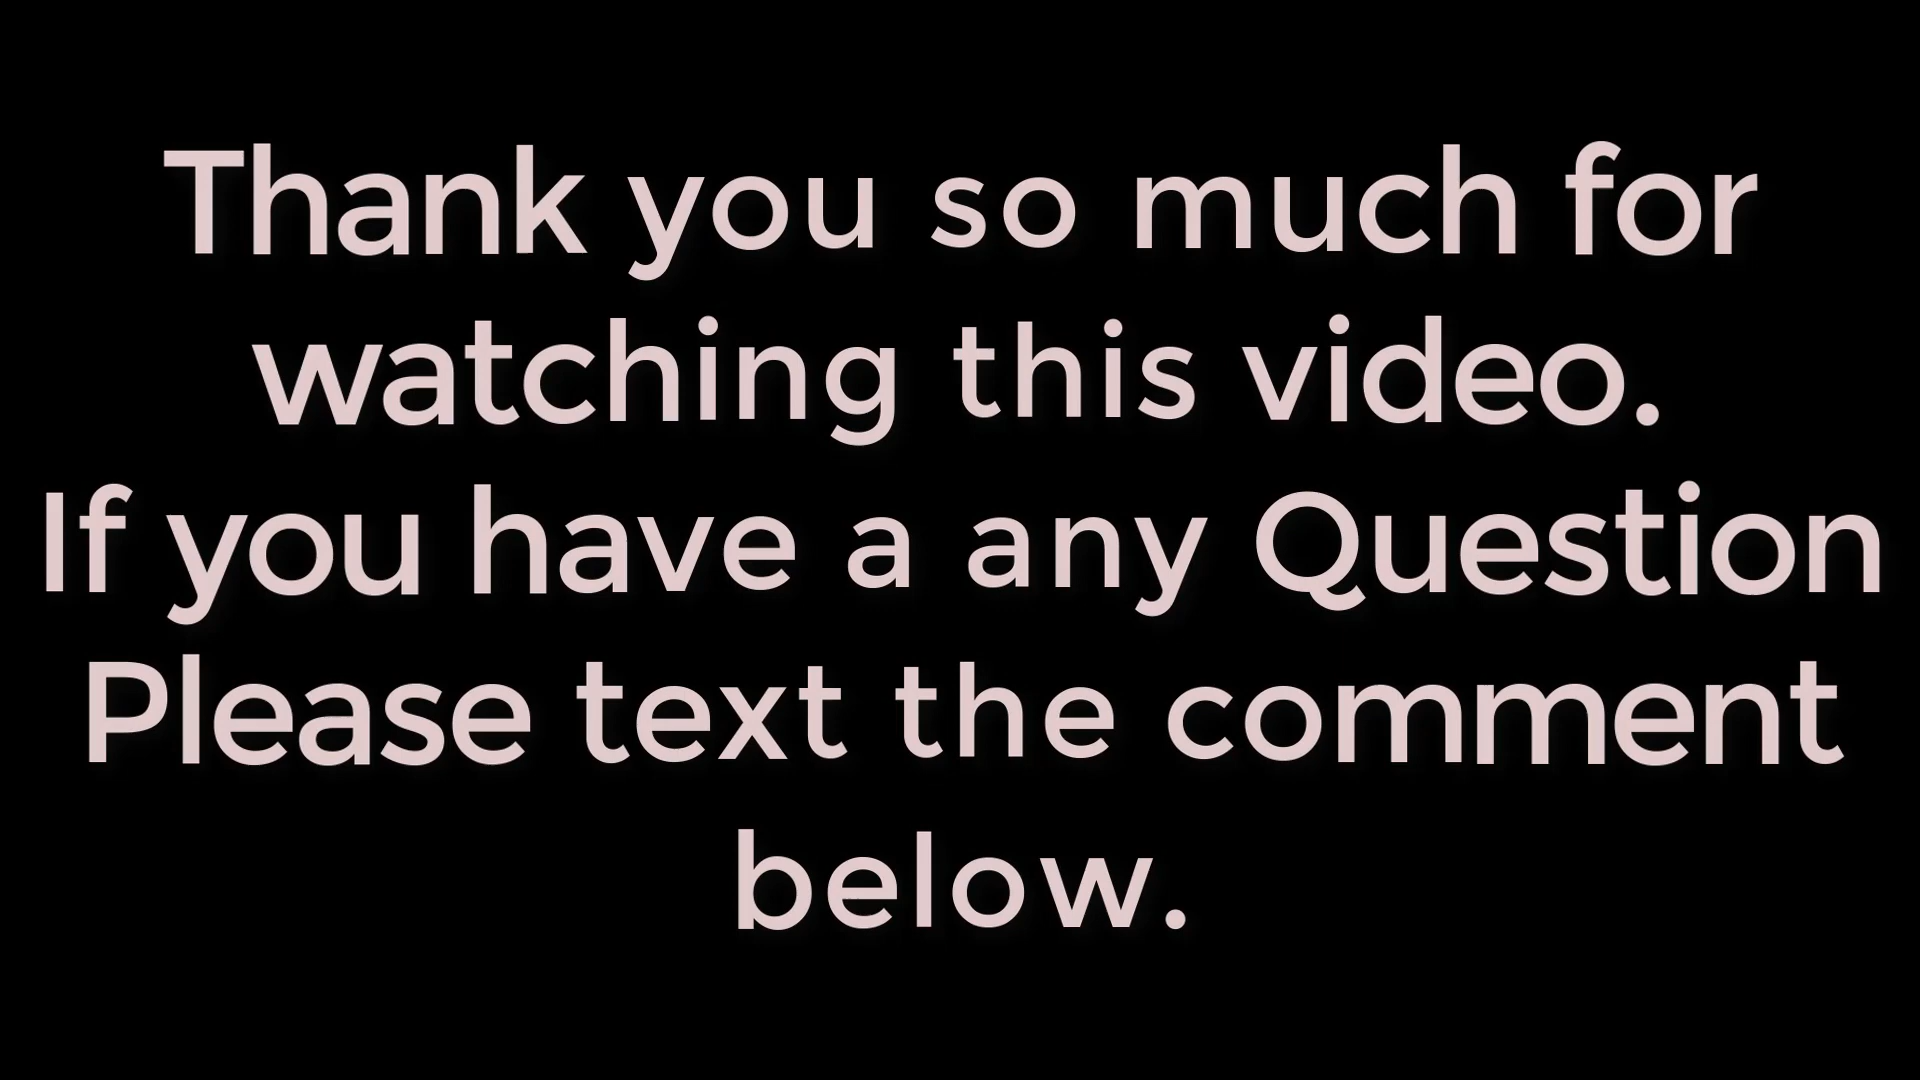 Thank you so much for
watching this video.
If you have a any Question
Please text the comment
below.